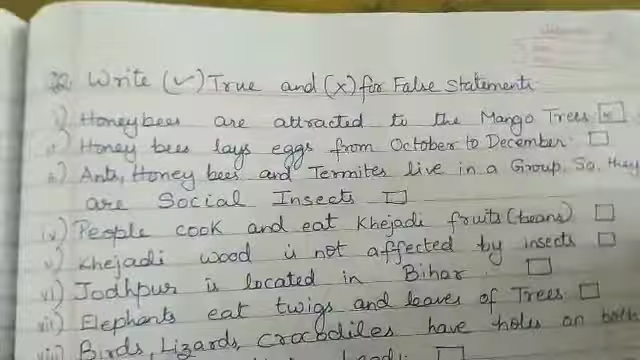 22. Write (✓) True and (x) for False Statements
i) Honeybees are attracted to the Mango Trees
ii) Honey bees lays eggs from October to December.
iii) Ants, Honey bees and Termites live in a Group. So, they
are Social Insects
iv) People cook and eat Khejadi fruits (beans)
v) Khejadi wood is not affected by insects
vi) Jodhpur is located in Bihar.
vii) Elephants eat twigs and leaves of Trees.
viii) Birds, Lizards, Crocodiles have holes on both